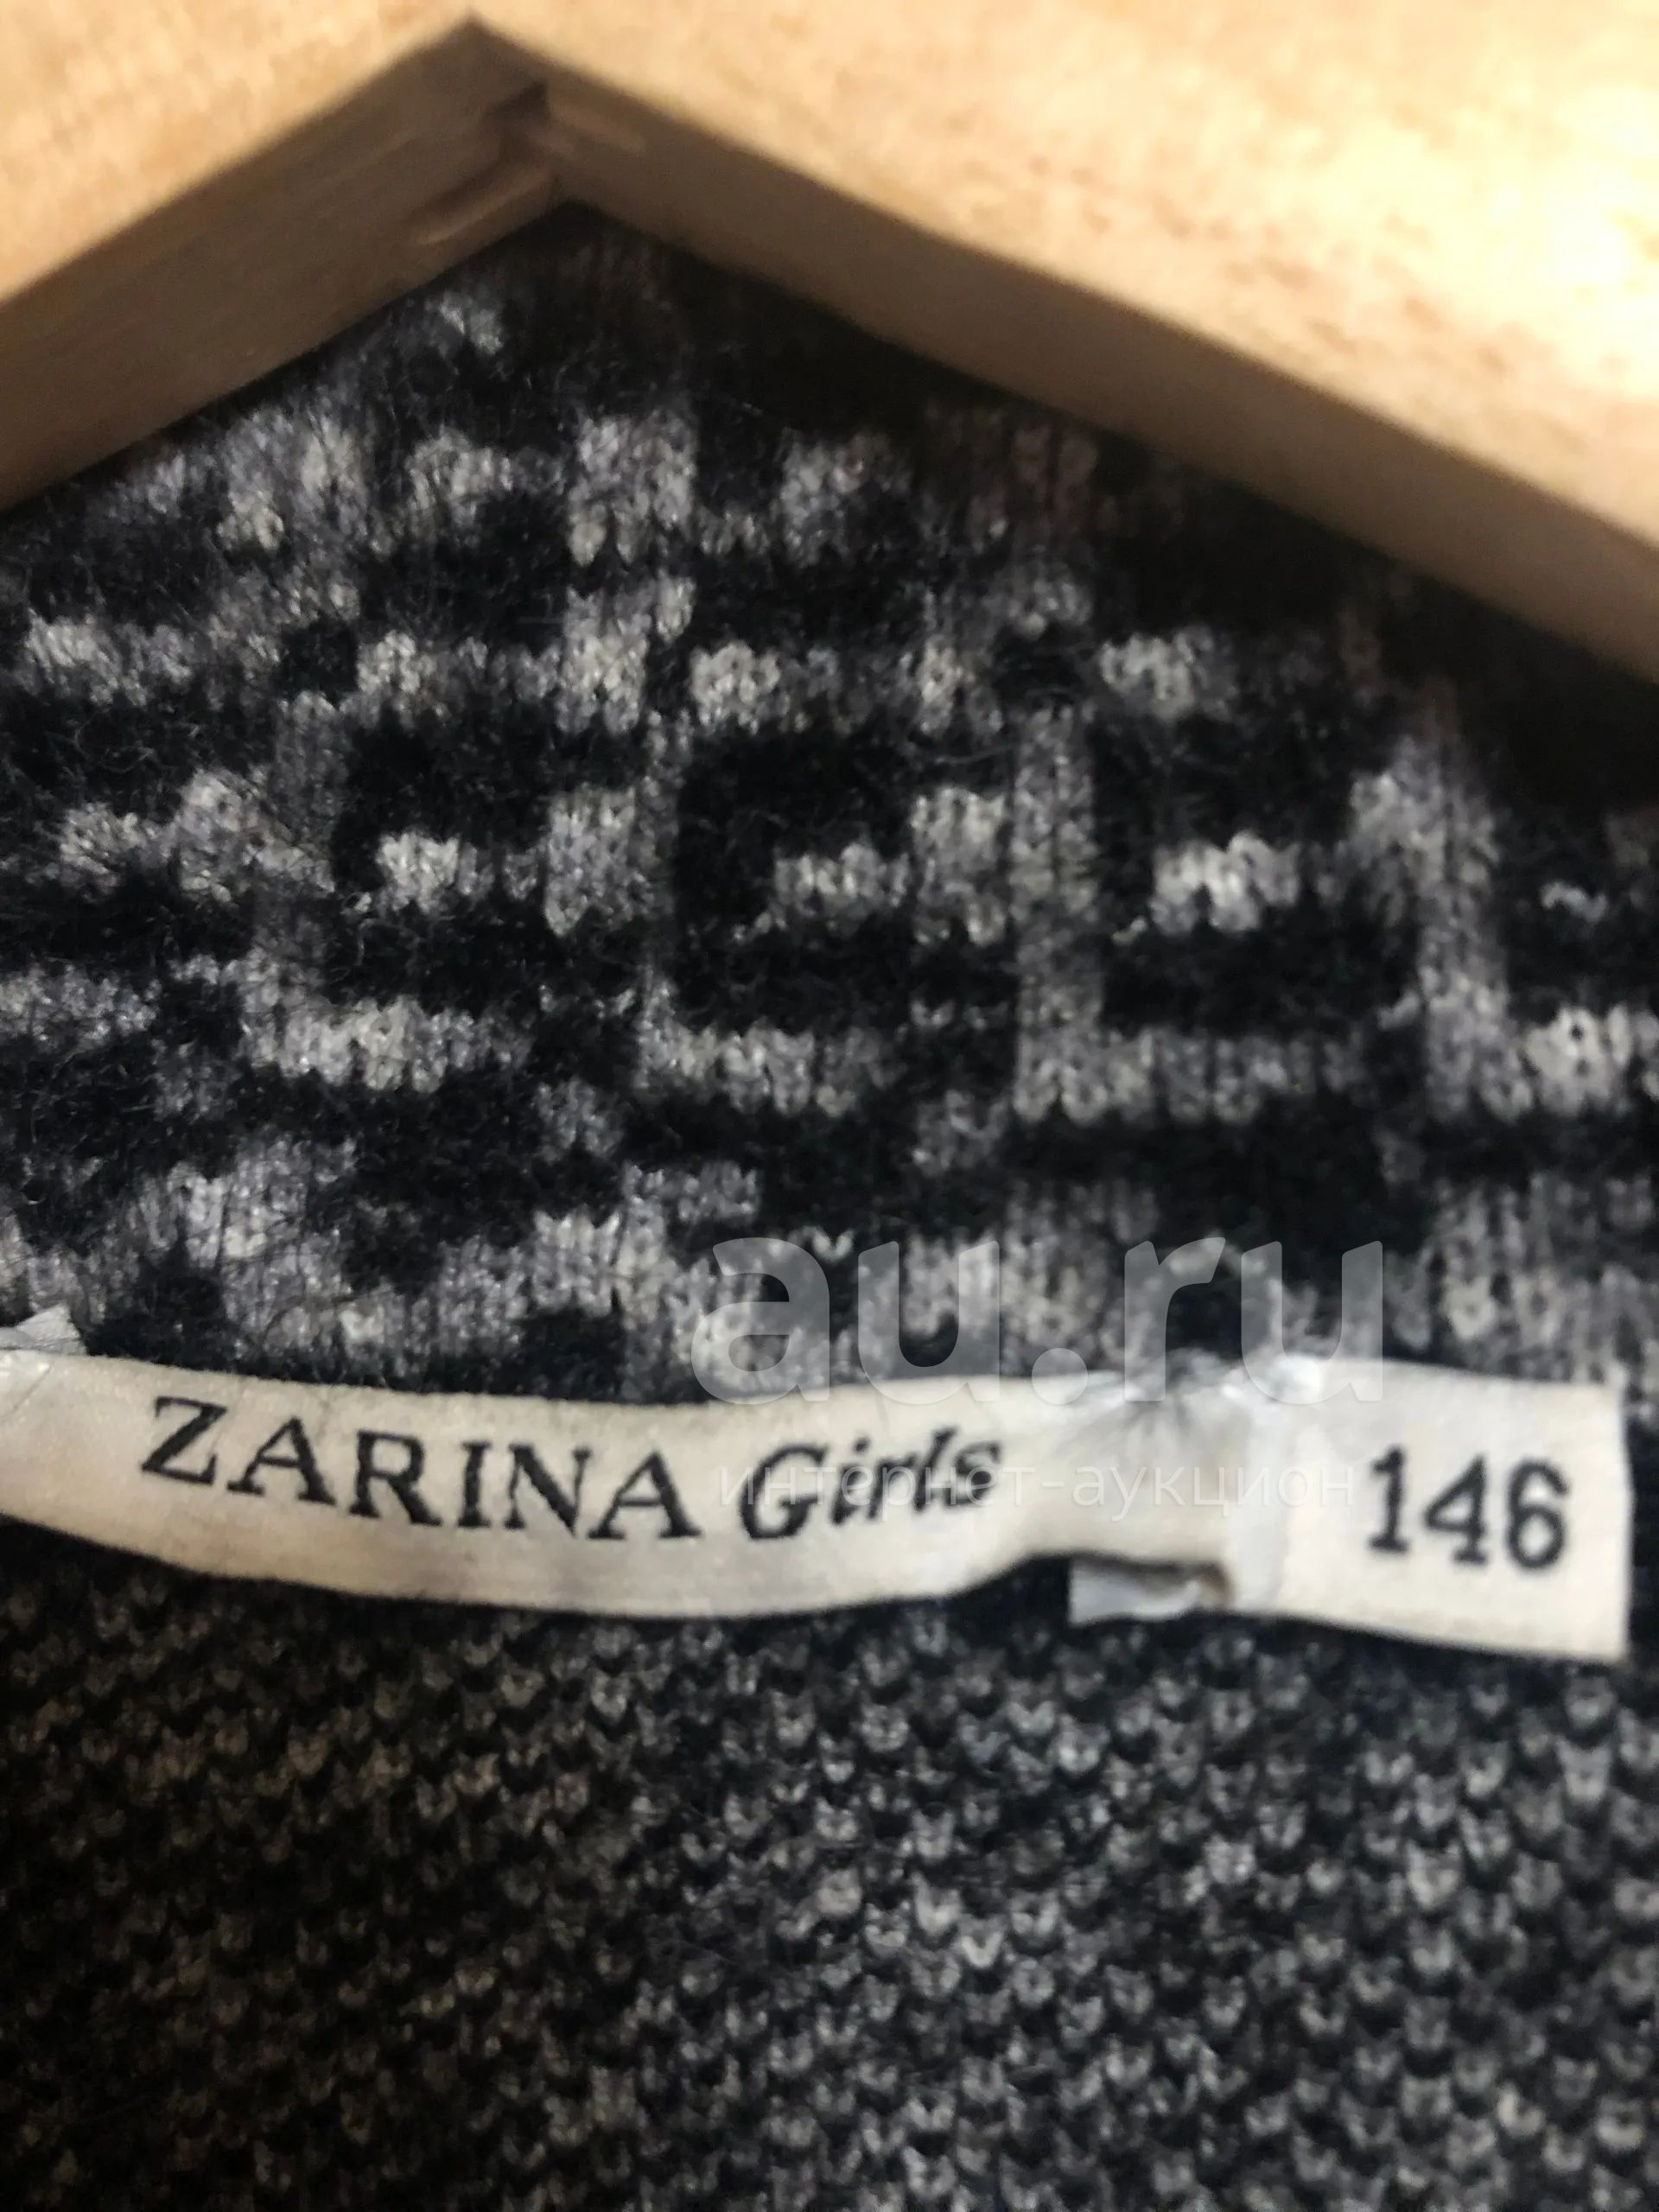 au.ru
интернет-аукцион
ZARINA Girls 146